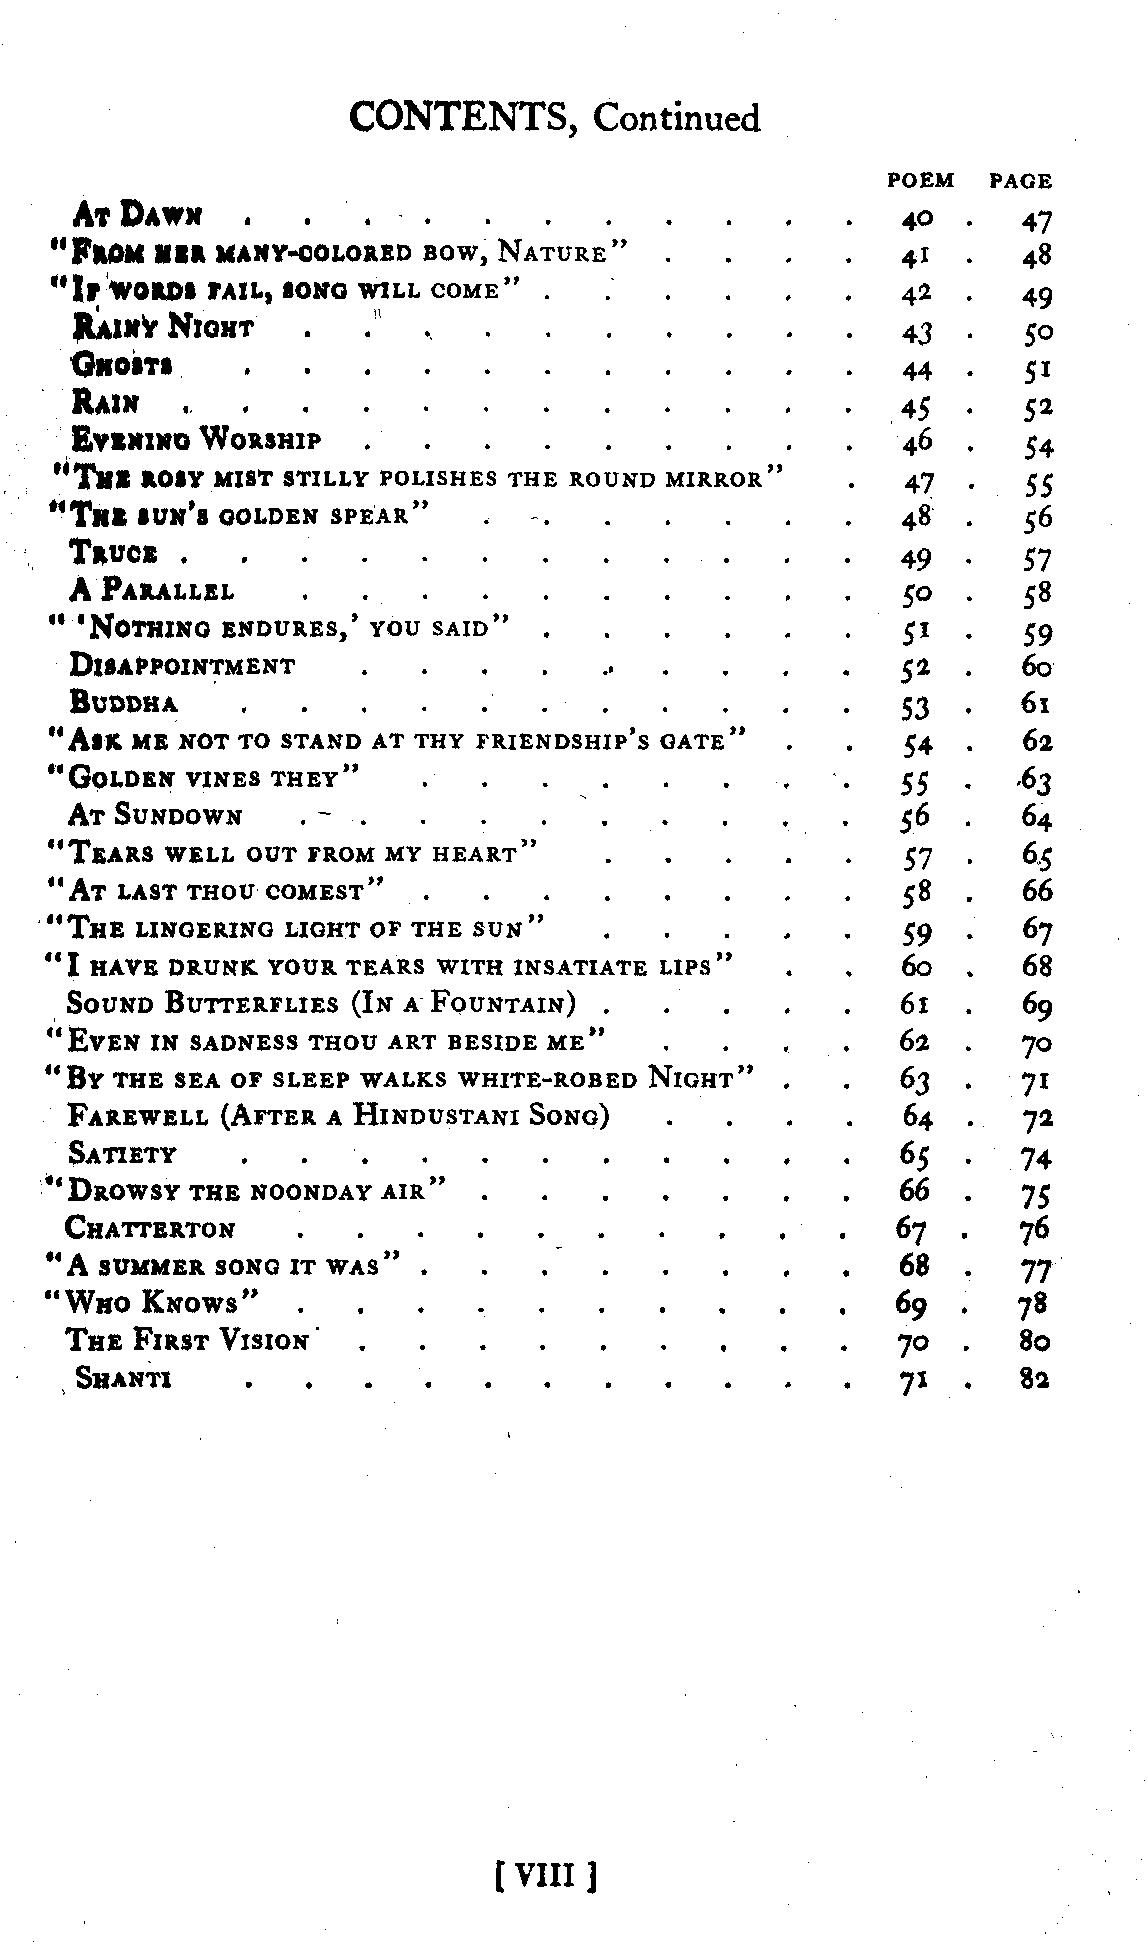 CONTENTS, Continued
POEM PAGE
At Dawn . . . . . . . . . . . 40 . 47
"From her many-colored bow, Nature" . . . . 41 . 48
"If words fail, song will come" . . . . . . 42 . 49
Rainy Night . . . . . . . . . . 43 . 50
Ghosts . . . . . . . . . . . 44 . 51
Rain . . . . . . . . . . . . 45 . 52
Evening Worship . . . . . . . . . 46 . 54
"The rosy mist stilly polishes the round mirror" . 47 . 55
"The sun's golden spear" . . . . . . . 48 . 56
Truce . . . . . . . . . . . . 49 . 57
A Parallel . . . . . . . . . . 50 . 58
" 'Nothing endures,' you said" . . . . . . 51 . 59
Disappointment . . . . . . . . . 52 . 60
Buddha . . . . . . . . . . . 53 . 61
"Ask me not to stand at thy friendship's gate" . . 54 . 62
"Golden vines they" . . . . . . . . 55 . 63
At Sundown . . . . . . . . . . 56 . 64
"Tears well out from my heart" . . . . . 57 . 65
"At last thou comest" . . . . . . . . 58 . 66
"The lingering light of the sun" . . . . . 59 . 67
"I have drunk your tears with insatiate lips" . . 60 . 68
Sound Butterflies (In a Fountain) . . . . . 61 . 69
"Even in sadness thou art beside me" . . . . 62 . 70
"By the sea of sleep walks white-robed Night" . . 63 . 71
Farewell (After a Hindustani Song) . . . . 64 . 72
Satiety . . . . . . . . . . . 65 . 74
"Drowsy the noonday air" . . . . . . . 66 . 75
Chatterton . . . . . . . . . . 67 . 76
"A summer song it was" . . . . . . . . 68 . 77
"Who Knows" . . . . . . . . . . 69 . 78
The First Vision . . . . . . . . . 70 . 80
Shanti . . . . . . . . . . . 71 . 82
[ VIII ]